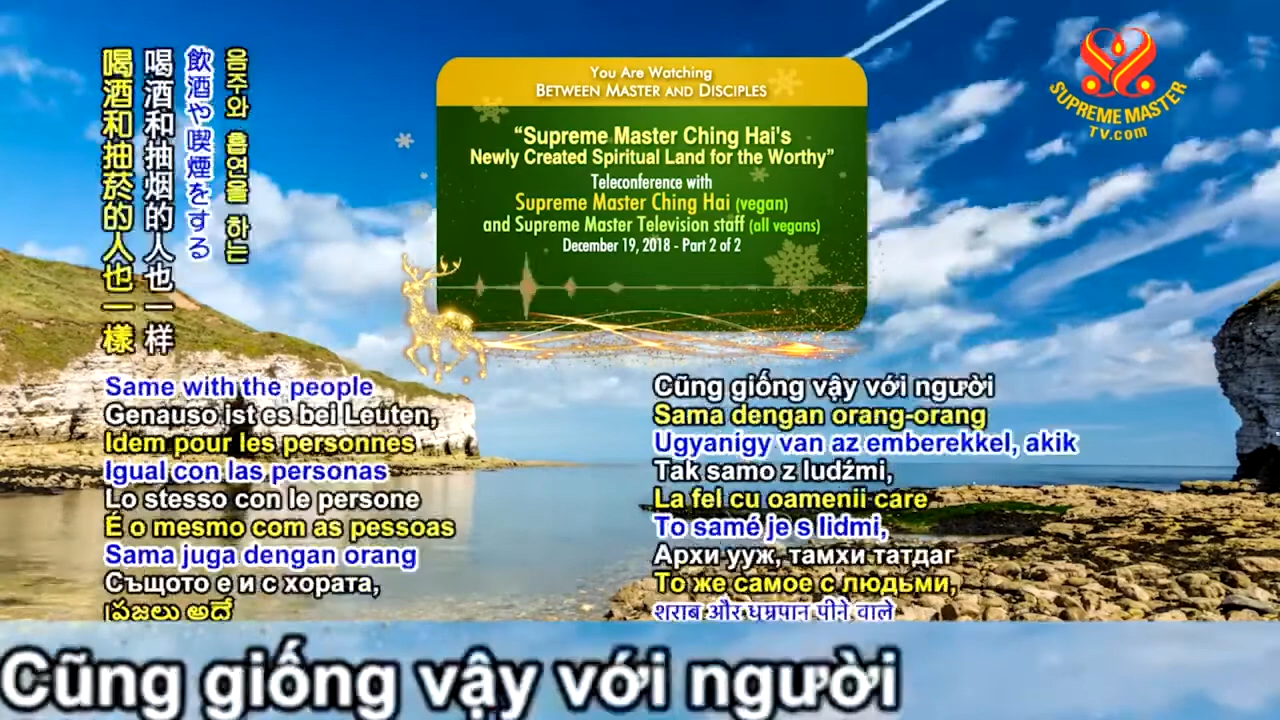 You Are Watching
BETWEEN MASTER AND DISCIPLES
“Supreme Master Ching Hai's
Newly Created Spiritual Land for the Worthy”
Teleconference with
Supreme Master Ching Hai (vegan)
and Supreme Master Television staff (all vegans)
December 19, 2018 - Part 2 of 2
SUPREME MASTER
TV.com
喝酒和抽菸的人也一樣
喝酒和抽烟的人也一样
飲酒や喫煙をする
음주와 흡연을 하는
Same with the people
Genauso ist es bei Leuten,
Idem pour les personnes
Igual con las personas
Lo stesso con le persone
É o mesmo com as pessoas
Sama juga dengan orang
Същото е и с хората,
ప్రజలు అదే
Cũng giống vậy với người
Sama dengan orang-orang
Ugyanigy van az emberekkel, akik
Tak samo z ludźmi,
La fel cu oamenii care
To samé je s lidmi,
Архи ууж, тамхи татдаг
То же самое с людьми,
शराब और धूम्रपान पीने वाले
Cũng giống vậy với người